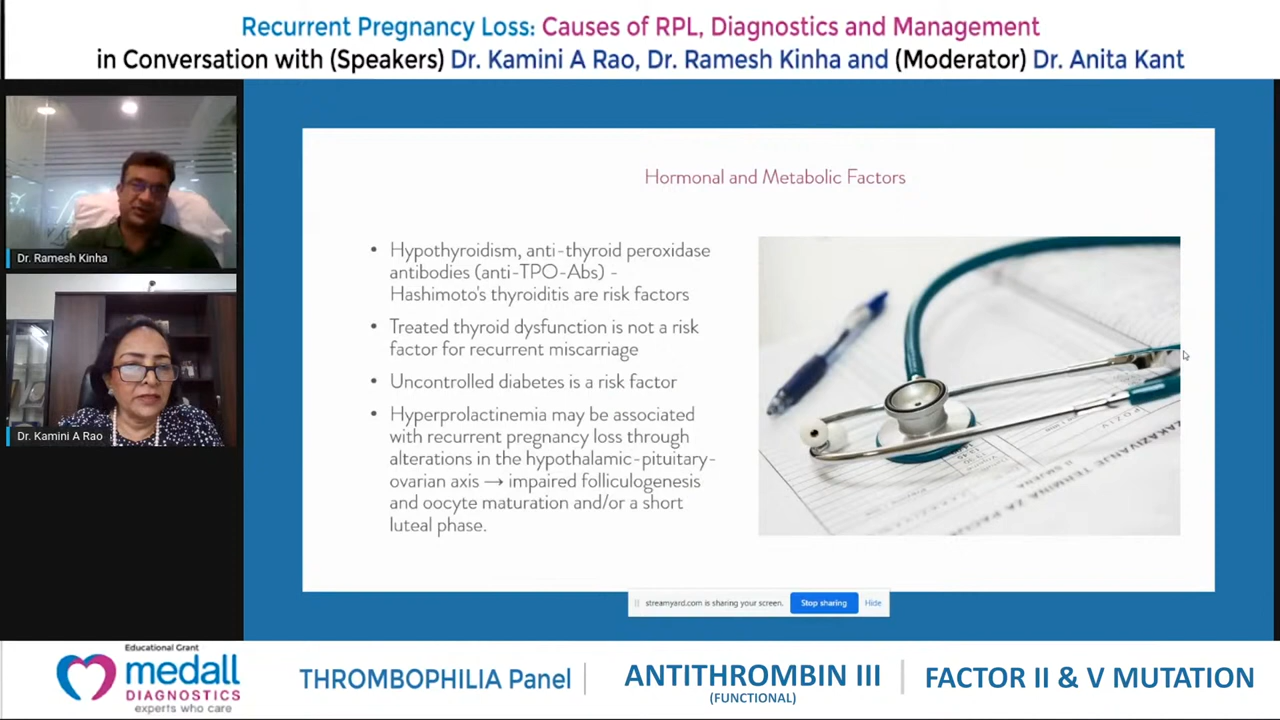 Recurrent Pregnancy Loss: Causes of RPL, Diagnostics and Management
in Conversation with (Speakers) Dr. Kamini A Rao, Dr. Ramesh Kinha and (Moderator) Dr. Anita Kant
Dr. Ramesh Kinha
Dr. Kamini A Rao
Hormonal and Metabolic Factors
• Hypothyroidism, anti-thyroid peroxidase
antibodies (anti-TPO-Abs) -
Hashimoto's thyroiditis are risk factors
• Treated thyroid dysfunction is not a risk
factor for recurrent miscarriage
• Uncontrolled diabetes is a risk factor
• Hyperprolactinemia may be associated
with recurrent pregnancy loss through
alterations in the hypothalamic-pituitary-
ovarian axis → impaired folliculogenesis
and oocyte maturation and/or a short
luteal phase.
ZAKAZIVANJE TERMINA ZA
streamyard.com is sharing your screen.
Stop sharing
Hide
Educational Grant
medall
DIAGNOSTICS
experts who care
THROMBOPHILIA Panel
ANTITHROMBIN III
(FUNCTIONAL)
FACTOR II & V MUTATION